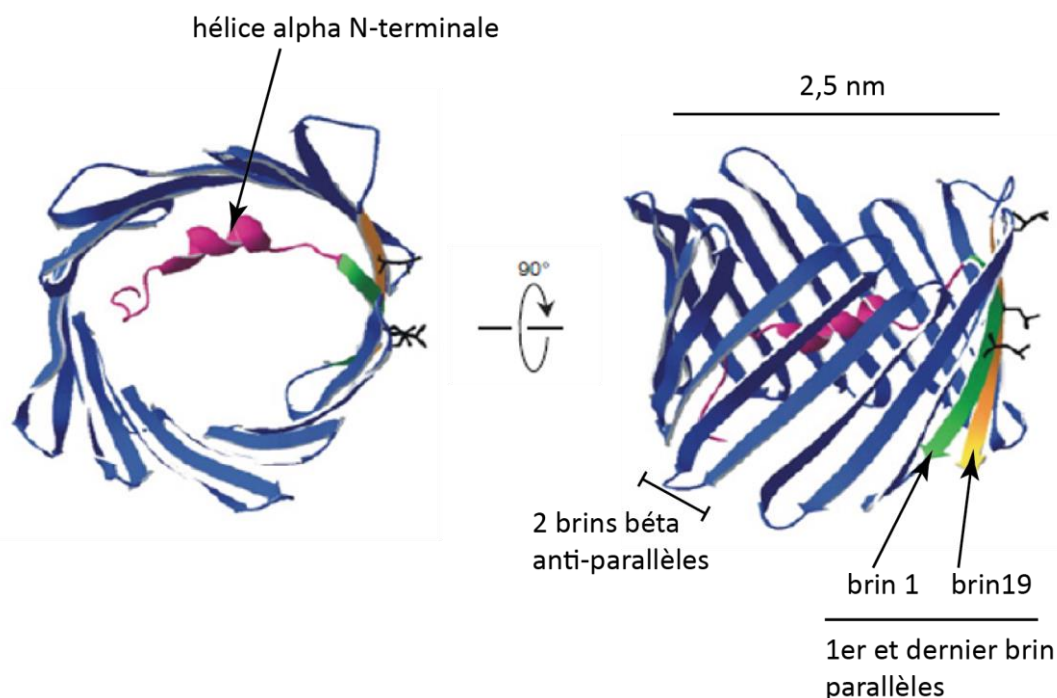 hélice alpha N-terminale
2,5 nm
90°
2 brins béta
anti-parallèles
brin 1
brin19
1er et dernier brin
parallèles